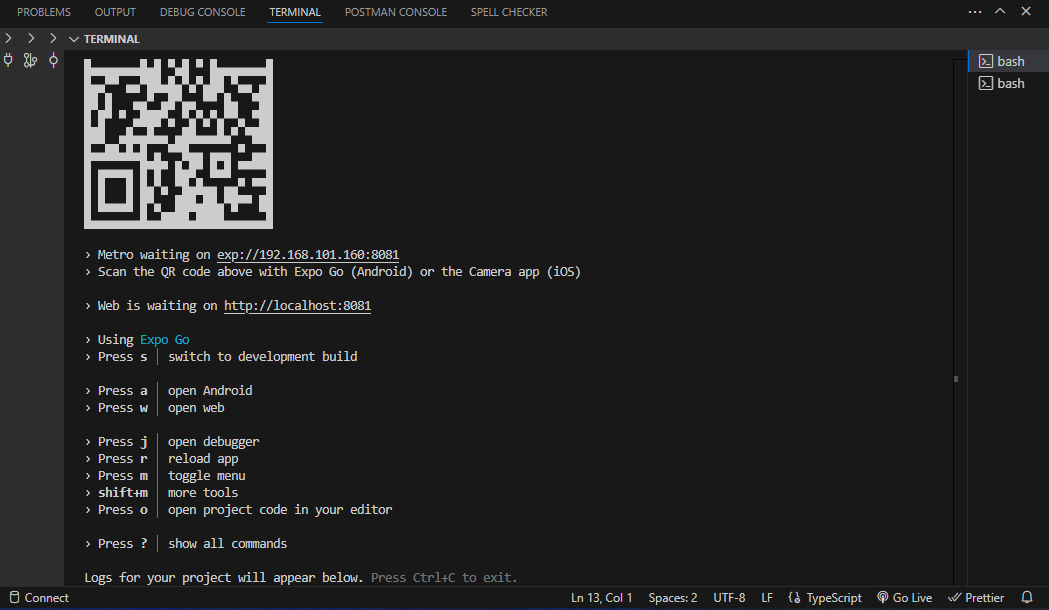 PROBLEMS OUTPUT DEBUG CONSOLE TERMINAL POSTMAN CONSOLE SPELL CHECKER
TERMINAL
bash
bash
› Metro waiting on exp://192.168.101.160:8081
› Scan the QR code above with Expo Go (Android) or the Camera app (iOS)
› Web is waiting on http://localhost:8081
› Using Expo Go
› Press s │ switch to development build
› Press a │ open Android
› Press w │ open web
› Press j │ open debugger
› Press r │ reload app
› Press m │ toggle menu
› shift+m │ more tools
› Press o │ open project code in your editor
› Press ? │ show all commands
Logs for your project will appear below. Press Ctrl+C to exit.
Connect Ln 13, Col 1 Spaces: 2 UTF-8 LF TypeScript Go Live Prettier